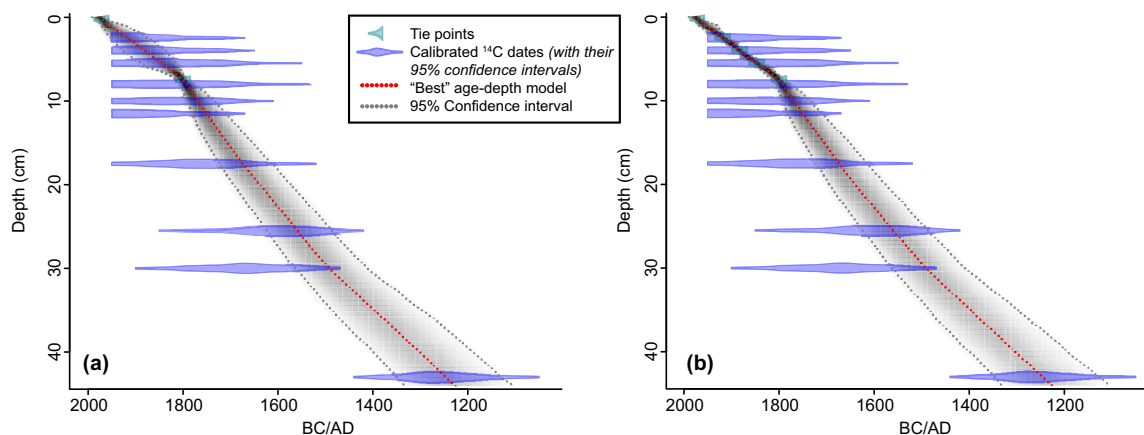 Tie points
Calibrated ¹⁴C dates (with their
95% confidence intervals)
“Best” age-depth model
95% Confidence interval
Depth (cm)
0
10
20
30
40
(a)
2000 1800 1600 1400 1200
BC/AD
Depth (cm)
0
10
20
30
40
(b)
2000 1800 1600 1400 1200
BC/AD